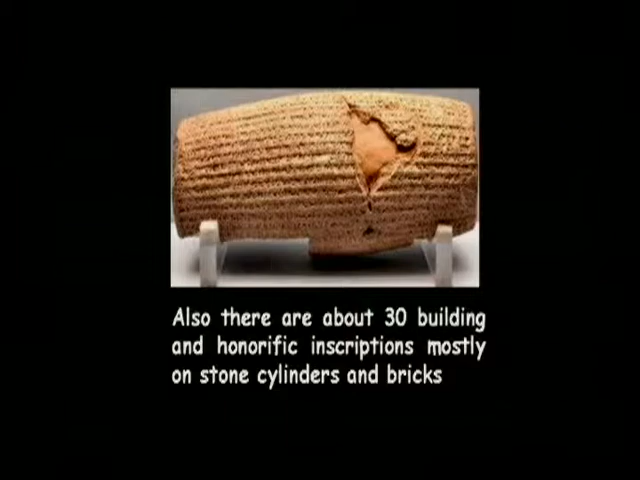 Also there are about 30 building
and honorific inscriptions mostly
on stone cylinders and bricks